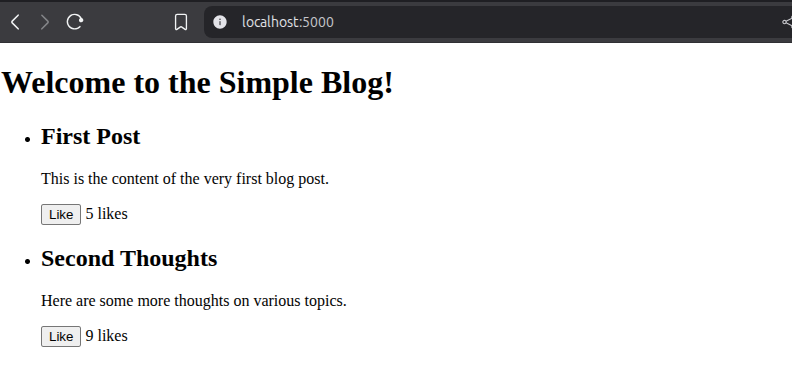 localhost:5000
Welcome to the Simple Blog!
First Post
This is the content of the very first blog post.
Like 5 likes
Second Thoughts
Here are some more thoughts on various topics.
Like 9 likes